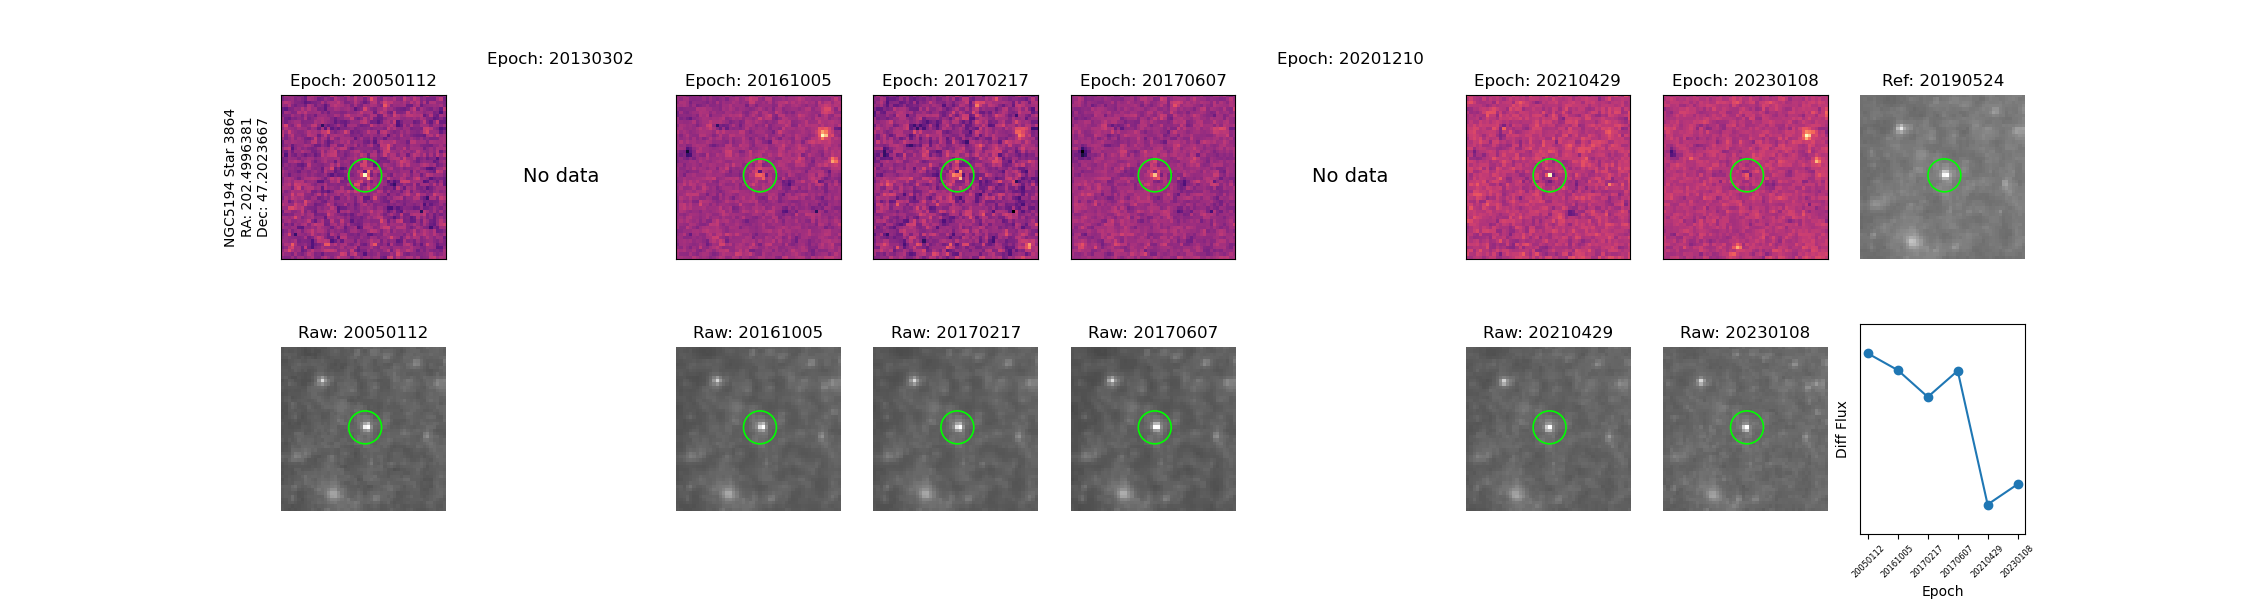 Epoch: 20130302
Epoch: 20201210
Epoch: 20050112
Epoch: 20161005
Epoch: 20170217
Epoch: 20170607
Epoch: 20210429
Epoch: 20230108
Ref: 20190524
NGC5194 Star 3864
RA: 202.4996381
Dec: 47.2023667
No data
No data
Raw: 20050112
Raw: 20161005
Raw: 20170217
Raw: 20170607
Raw: 20210429
Raw: 20230108
Diff Flux
20050112
20161005
20170217
20170607
20210429
20230108
Epoch